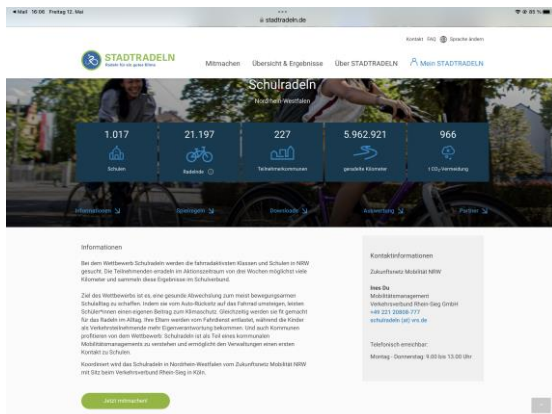 Mail 16:06 Freitag 12. Mai
85 %
stadtradeln.de
Kontakt FAQ Sprache ändern
STADTRADELN
Radeln für ein gutes Klima
Mitmachen Übersicht & Ergebnisse Über STADTRADELN Mein STADTRADELN
Schulradeln
Nordrhein-Westfalen
1.017 21.197 227 5.962.921 966
Schulen Radelnde Teilnehmerkommunen geradelte Kilometer t CO₂-Vermeidung
Informationen Spielregeln Downloads Auswertung Partner
Informationen
Bei dem Wettbewerb Schulradeln werden die fahrradaktivsten Klassen und Schulen in NRW
gesucht. Die Teilnehmenden erradeln im Aktionszeitraum von drei Wochen möglichst viele
Kilometer und sammeln diese Ergebnisse im Schulverbund.
Ziel des Wettbewerbs ist es, eine gesunde Abwechslung zum meist bewegungsarmen
Schulalltag zu schaffen. Indem sie vom Auto-Rücksitz auf das Fahrrad umsteigen, leisten
Schüler*innen einen eigenen Beitrag zum Klimaschutz. Gleichzeitig werden sie fit gemacht
für das Radeln im Alltag, ihre Eltern werden vom Fahrdienst entlastet, während die Kinder
als Verkehrsteilnehmende mehr Eigenverantwortung bekommen. Und auch Kommunen
profitieren von dem Wettbewerb: Schulradeln ist als Teil eines kommunalen
Mobilitätsmanagements zu verstehen und ermöglicht den Verwaltungen einen ersten
Kontakt zu Schulen.
Koordiniert wird das Schulradeln in Nordrhein-Westfalen vom Zukunftsnetz Mobilität NRW
mit Sitz beim Verkehrsverbund Rhein-Sieg in Köln.
Jetzt mitmachen!
Kontaktinformationen
Zukunftsnetz Mobilität NRW
Ines Du
Mobilitätsmanagement
Verkehrsverbund Rhein-Sieg GmbH
+49 221 20808-777
schulradeln (at) vrs.de
Telefonisch erreichbar:
Montag - Donnerstag: 9.00 bis 15.00 Uhr